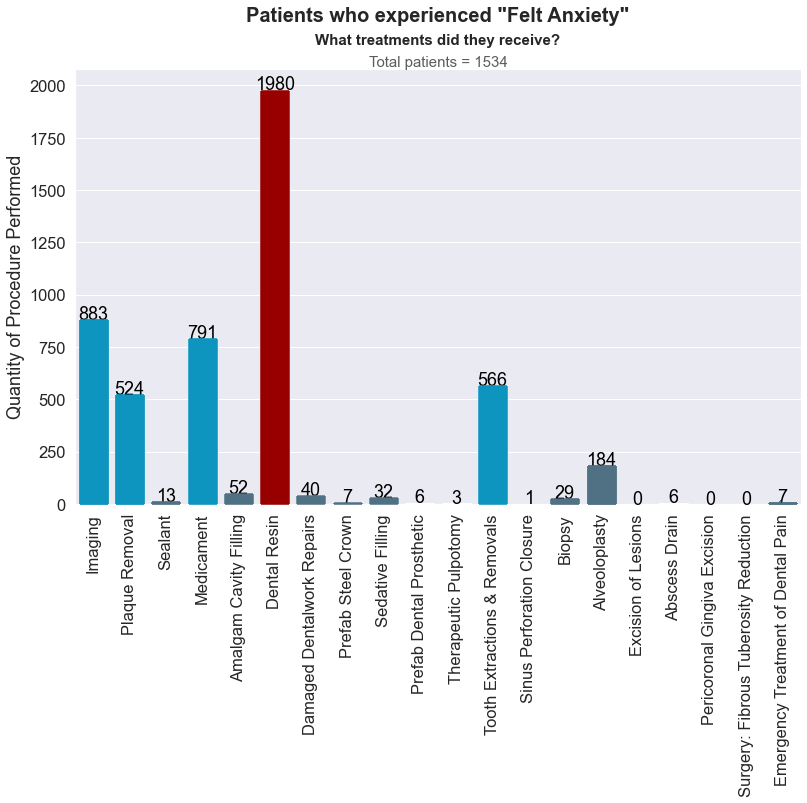 Patients who experienced "Felt Anxiety"
What treatments did they receive?
Total patients = 1534
Quantity of Procedure Performed
2000
1750
1500
1250
1000
750
500
250
0
883
524
13
791
52
1980
40
7
32
6
3
566
1
29
184
0
6
0
0
7
Imaging
Plaque Removal
Sealant
Medicament
Amalgam Cavity Filling
Dental Resin
Damaged Dentalwork Repairs
Prefab Steel Crown
Sedative Filling
Prefab Dental Prosthetic
Therapeutic Pulpotomy
Tooth Extractions & Removals
Sinus Perforation Closure
Biopsy
Alveoloplasty
Excision of Lesions
Abscess Drain
Pericoronal Gingiva Excision
Surgery: Fibrous Tuberosity Reduction
Emergency Treatment of Dental Pain